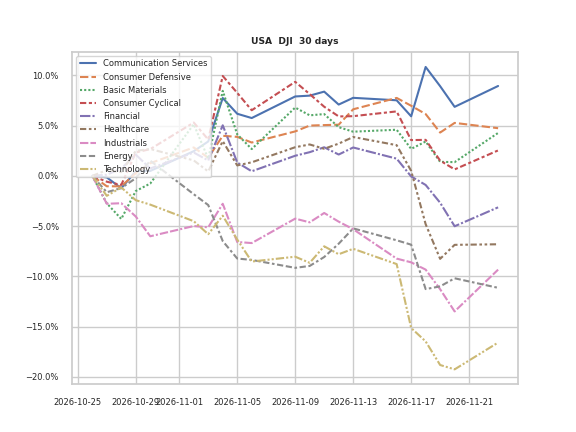 USA DJI 30 days
Communication Services
Consumer Defensive
Basic Materials
Consumer Cyclical
Financial
Healthcare
Industrials
Energy
Technology
10.0%
5.0%
0.0%
−5.0%
−10.0%
−15.0%
−20.0%
2026-10-25
2026-10-29
2026-11-01
2026-11-05
2026-11-09
2026-11-13
2026-11-17
2026-11-21